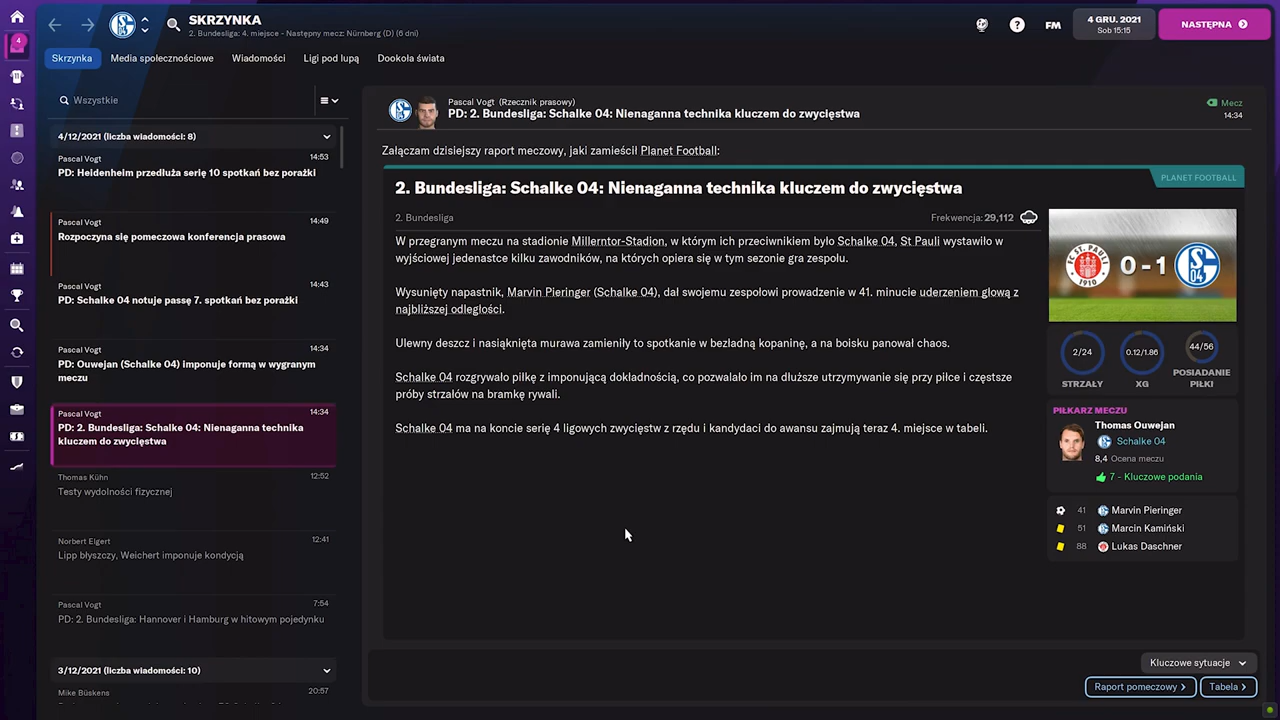 SKRZYNKA
2. Bundesliga: 4. miejsce - Następny mecz: Nürnberg (D) (6 dni)
FM
4 GRU. 2021
Sob 15:15
NASTĘPNA
4
Skrzynka
Media społecznościowe
Wiadomości
Ligi pod lupą
Dookoła świata
Wszystkie
4/12/2021 (liczba wiadomości: 8)
Pascal Vogt 14:53
PD: Heidenheim przedłuża serię 10 spotkań bez porażki
Pascal Vogt 14:49
Rozpoczyna się pomeczowa konferencja prasowa
Pascal Vogt 14:43
PD: Schalke 04 notuje passę 7. spotkań bez porażki
Pascal Vogt 14:34
PD: Ouwejan (Schalke 04) imponuje formą w wygranym
meczu
Pascal Vogt 14:34
PD: 2. Bundesliga: Schalke 04: Nienaganna technika
kluczem do zwycięstwa
Thomas Kühn 12:52
Testy wydolności fizycznej
Norbert Elgert 12:41
Lipp błyszczy, Weichert imponuje kondycją
Pascal Vogt 7:54
PD: 2. Bundesliga: Hannover i Hamburg w hitowym pojedynku
3/12/2021 (liczba wiadomości: 10)
Mike Büskens 20:57
Pascal Vogt (Rzecznik prasowy)
PD: 2. Bundesliga: Schalke 04: Nienaganna technika kluczem do zwycięstwa
Mecz
14:34
Załączam dzisiejszy raport meczowy, jaki zamieścił Planet Football:
PLANET FOOTBALL
2. Bundesliga: Schalke 04: Nienaganna technika kluczem do zwycięstwa
2. Bundesliga
Frekwencja: 29,112
W przegranym meczu na stadionie Millerntor-Stadion, w którym ich przeciwnikiem było Schalke 04, St Pauli wystawiło w
wyjściowej jedenastce kilku zawodników, na których opiera się w tym sezonie gra zespołu.
Wysunięty napastnik, Marvin Pieringer (Schalke 04), dał swojemu zespołowi prowadzenie w 41. minucie uderzeniem głową z
najbliższej odległości.
Ulewny deszcz i nasiąknięta murawa zamieniły to spotkanie w bezładną kopaninę, a na boisku panował chaos.
Schalke 04 rozgrywało piłkę z imponującą dokładnością, co pozwalało im na dłuższe utrzymywanie się przy piłce i częstsze
próby strzałów na bramkę rywali.
Schalke 04 ma na koncie serię 4 ligowych zwycięstw z rzędu i kandydaci do awansu zajmują teraz 4. miejsce w tabeli.
FC ST. PAULI
1910
0 - 1
2/24
STRZAŁY
0.12/1.86
XG
44/56
POSIADANIE
PIŁKI
PIŁKARZ MECZU
Thomas Ouwejan
Schalke 04
8,4 Ocena meczu
7 - Kluczowe podania
41 Marvin Pieringer
51 Marcin Kamiński
88 Lukas Daschner
Kluczowe sytuacje
Raport pomeczowy
Tabela